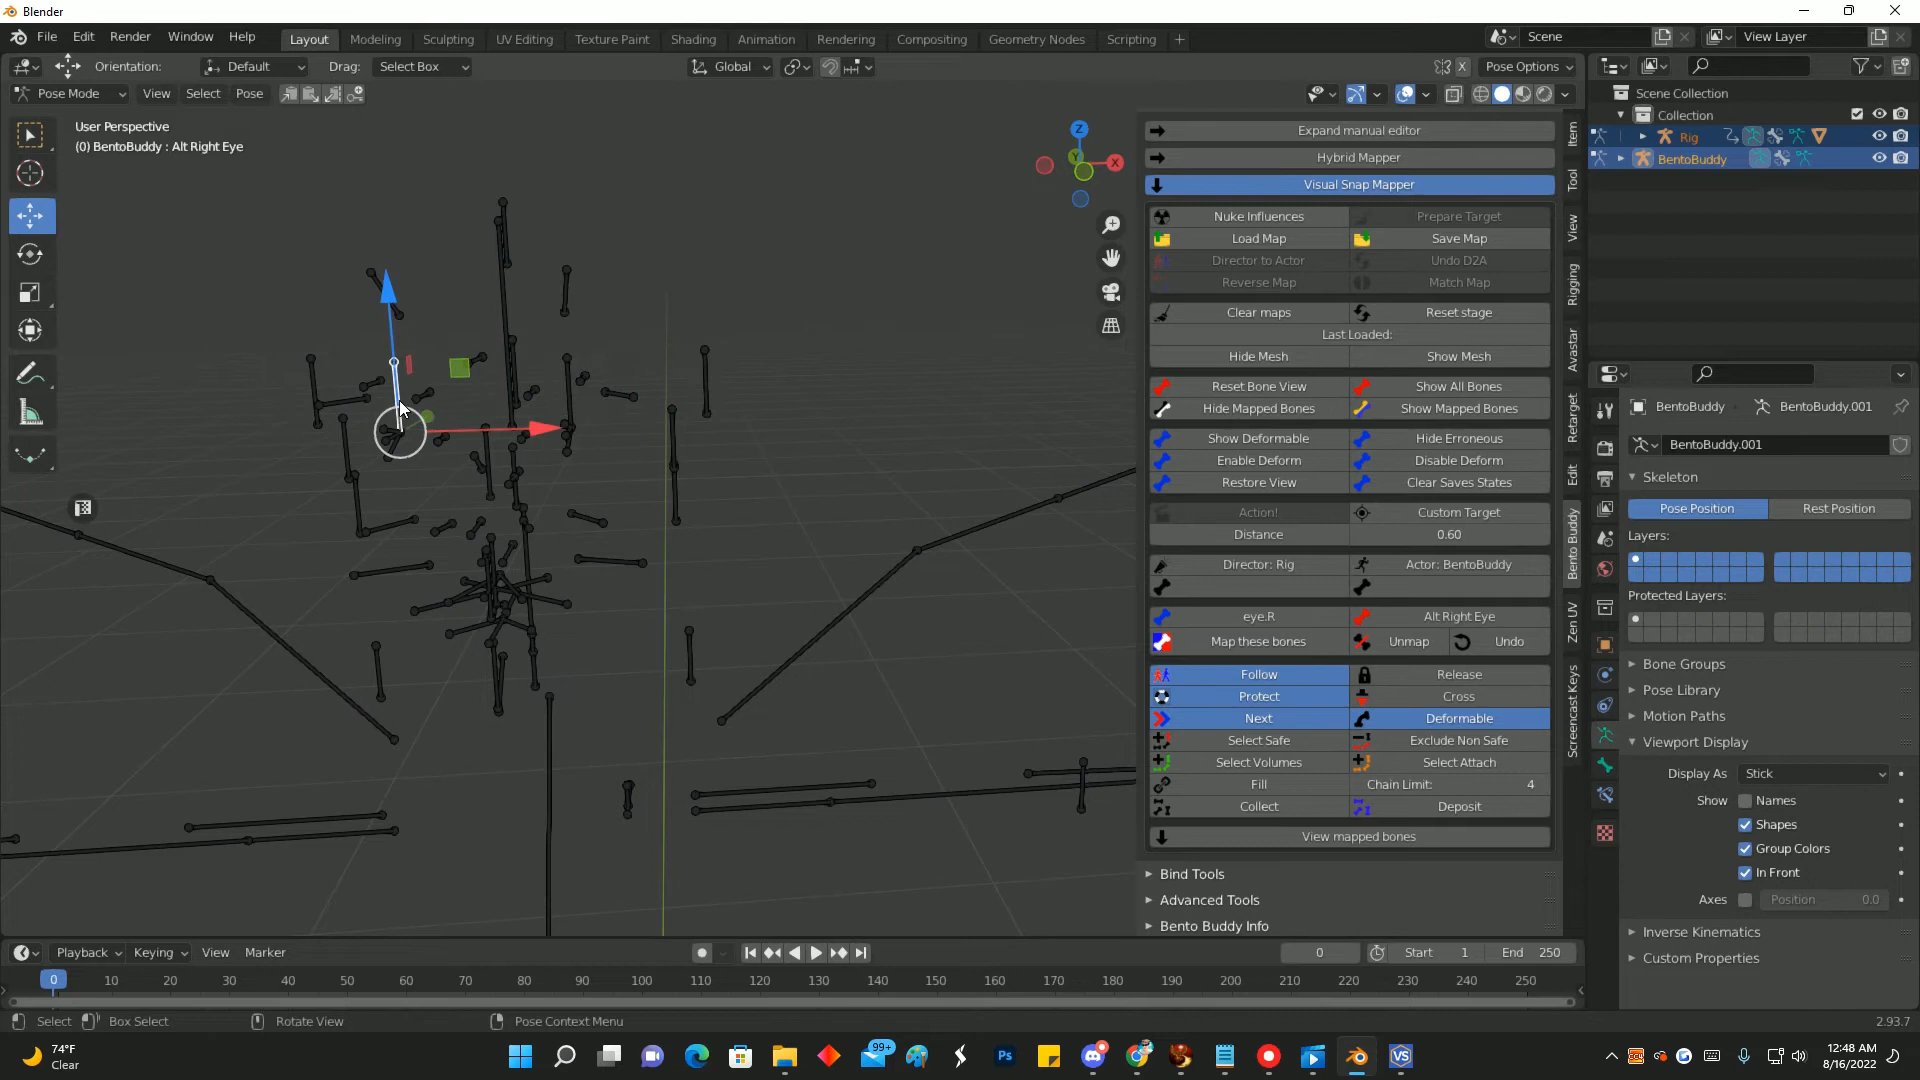 Blender
File Edit Render Window Help Layout Modeling Sculpting UV Editing Texture Paint Shading Animation Rendering Compositing Geometry Nodes Scripting + Scene View Layer
Orientation: Default Drag: Select Box Global X Pose Options
Pose Mode View Select Pose
User Perspective
(0) BentoBuddy : Alt Right Eye
Z
Y
X
Expand manual editor
Hybrid Mapper
Visual Snap Mapper
Nuke Influences Prepare Target
Load Map Save Map
Director to Actor Undo D2A
Reverse Map Match Map
Clear maps Reset stage
Last Loaded:
Hide Mesh Show Mesh
Reset Bone View Show All Bones
Hide Mapped Bones Show Mapped Bones
Show Deformable Hide Erroneous
Enable Deform Disable Deform
Restore View Clear Saves States
Action! Custom Target
Distance 0.60
Director: Rig Actor: BentoBuddy
eye.R Alt Right Eye
Map these bones Unmap Undo
Follow Release
Protect Cross
Next Deformable
Select Safe Exclude Non Safe
Select Volumes Select Attach
Fill Chain Limit: 4
Collect Deposit
View mapped bones
Bind Tools
Advanced Tools
Bento Buddy Info
Item
Tool
View
Rigging
Avastar
Retarget
Edit
Bento Buddy
Zen UV
Screencast Keys
Scene Collection
Collection
Rig
BentoBuddy
BentoBuddy BentoBuddy.001
BentoBuddy.001
Skeleton
Pose Position Rest Position
Layers:
Protected Layers:
Bone Groups
Pose Library
Motion Paths
Viewport Display
Display As Stick
Show Names
Shapes
Group Colors
In Front
Axes Position 0.0
Inverse Kinematics
Custom Properties
Playback Keying View Marker 0 Start 1 End 250
0 10 20 30 40 50 60 70 80 90 100 110 120 130 140 150 160 170 180 190 200 210 220 230 240 250
Select Box Select Rotate View Pose Context Menu 2.93.7
74°F
Clear
99+
Ps
VS
12:48 AM
8/16/2022